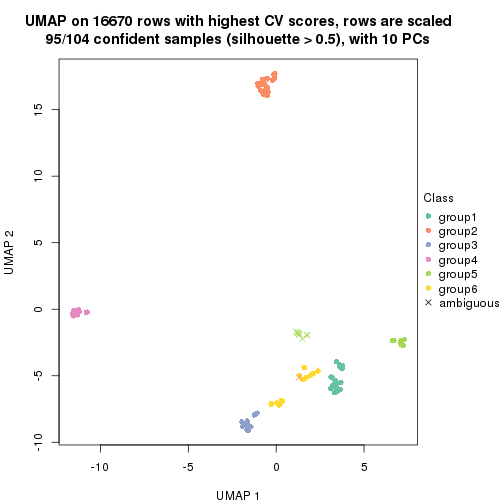 UMAP on 16670 rows with highest CV scores, rows are scaled
95/104 confident samples (silhouette > 0.5), with 10 PCs
UMAP 2
15
10
5
0
-5
-10
-10
-5
0
5
UMAP 1
Class
group1
group2
group3
group4
group5
group6
ambiguous